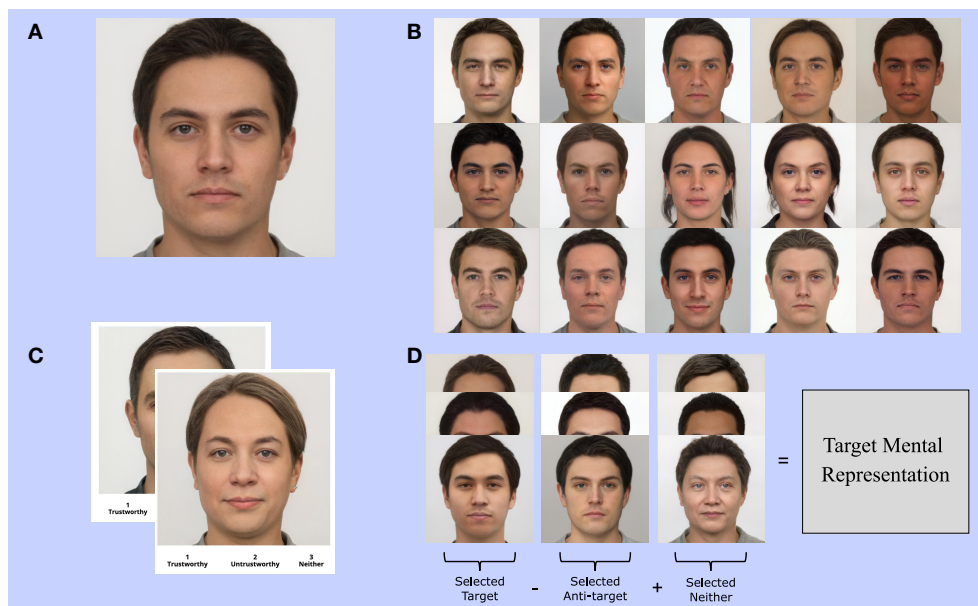 A
B
C
1
Trustworthy
1 2 3
Trustworthy Untrustworthy Neither
D
= Target Mental
Representation
Selected - Selected + Selected
Target Anti-target Neither